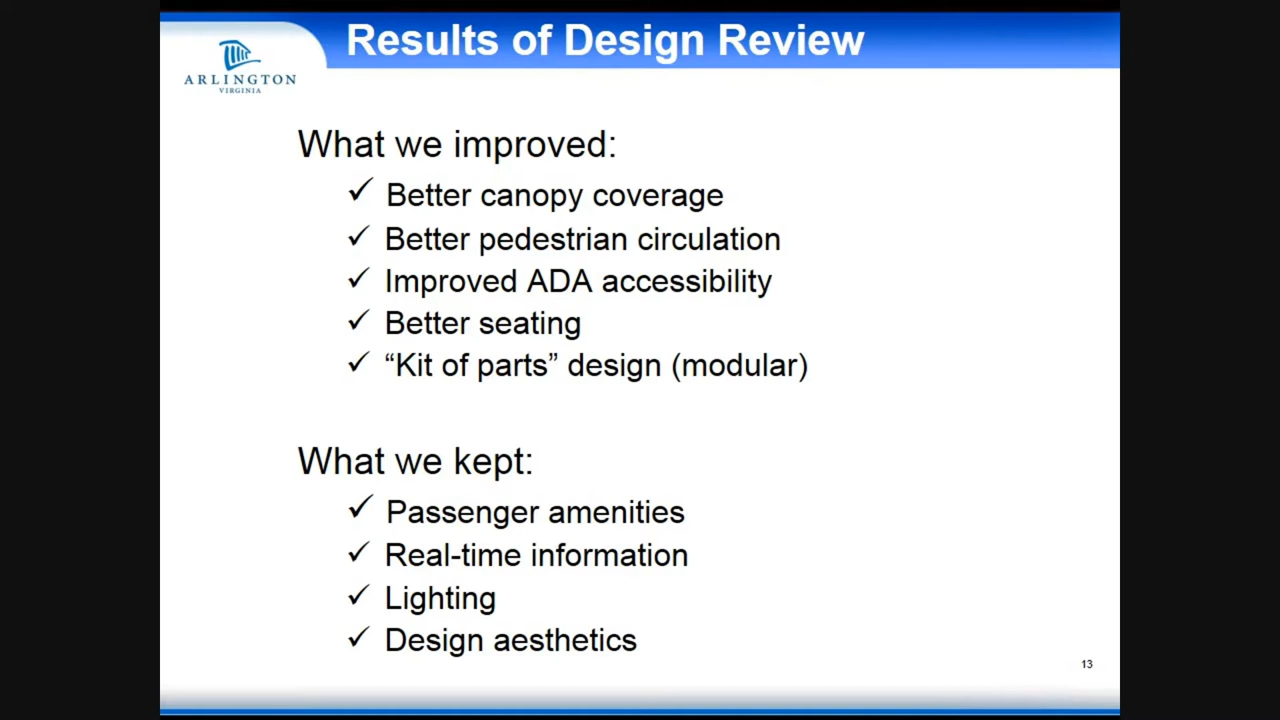 Results of Design Review
ARLINGTON
VIRGINIA
What we improved:
✓ Better canopy coverage
✓ Better pedestrian circulation
✓ Improved ADA accessibility
✓ Better seating
✓ “Kit of parts” design (modular)
What we kept:
✓ Passenger amenities
✓ Real-time information
✓ Lighting
✓ Design aesthetics
13